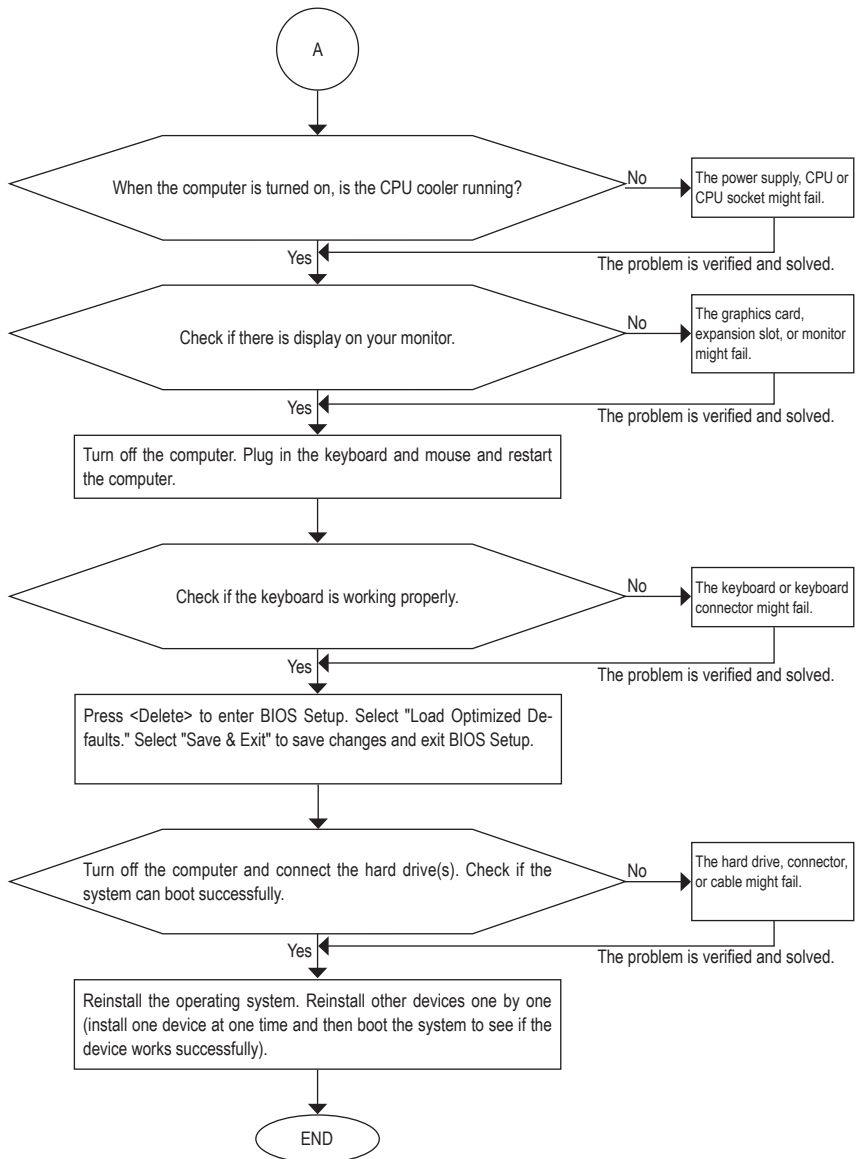 A
When the computer is turned on, is the CPU cooler running?
No
The power supply, CPU or
CPU socket might fail.
Yes
The problem is verified and solved.
Check if there is display on your monitor.
No
The graphics card,
expansion slot, or monitor
might fail.
Yes
The problem is verified and solved.
Turn off the computer. Plug in the keyboard and mouse and restart
the computer.
Check if the keyboard is working properly.
No
The keyboard or keyboard
connector might fail.
Yes
The problem is verified and solved.
Press <Delete> to enter BIOS Setup. Select "Load Optimized De-
faults." Select "Save & Exit" to save changes and exit BIOS Setup.
Turn off the computer and connect the hard drive(s). Check if the
system can boot successfully.
No
The hard drive, connector,
or cable might fail.
Yes
The problem is verified and solved.
Reinstall the operating system. Reinstall other devices one by one
(install one device at one time and then boot the system to see if the
device works successfully).
END